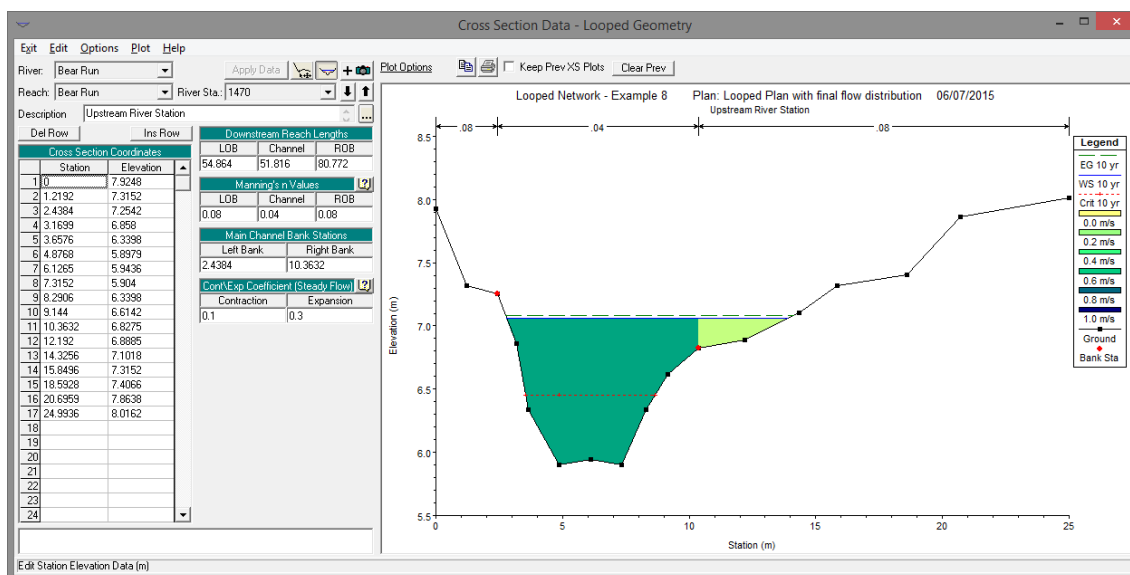 Cross Section Data - Looped Geometry
Exit Edit Options Plot Help
River: Bear Run Apply Data
Reach: Bear Run River Sta.: 1470
Description Upstream River Station ...
Del Row Ins Row
Cross Section Coordinates
Station Elevation
1 0 7.9248
2 1.2192 7.3152
3 2.4384 7.2542
4 3.1699 6.858
5 3.6576 6.3398
6 4.8768 5.8979
7 6.1265 5.9436
8 7.3152 5.904
9 8.2906 6.3398
10 9.144 6.6142
11 10.3632 6.8275
12 12.192 6.8885
13 14.3256 7.1018
14 15.8496 7.3152
15 18.5928 7.4066
16 20.6959 7.8638
17 24.9936 8.0162
18
19
20
21
22
23
24
Downstream Reach Lengths
LOB Channel ROB
54.864 51.816 80.772
Manning's n Values ?
LOB Channel ROB
0.08 0.04 0.08
Main Channel Bank Stations
Left Bank Right Bank
2.4384 10.3632
Cont\Exp Coefficient (Steady Flow) ?
Contraction Expansion
0.1 0.3
Edit Station Elevation Data (m)
Plot Options Keep Prev XS Plots Clear Prev
Looped Network - Example 8 Plan: Looped Plan with final flow distribution 06/07/2015
Upstream River Station
.08 .04 .08
8.5
8.0
7.5
7.0
6.5
6.0
5.5
Elevation (m)
0 5 10 15 20 25
Station (m)
Legend
EG 10 yr
WS 10 yr
Crit 10 yr
0.0 m/s
0.2 m/s
0.4 m/s
0.6 m/s
0.8 m/s
1.0 m/s
Ground
Bank Sta